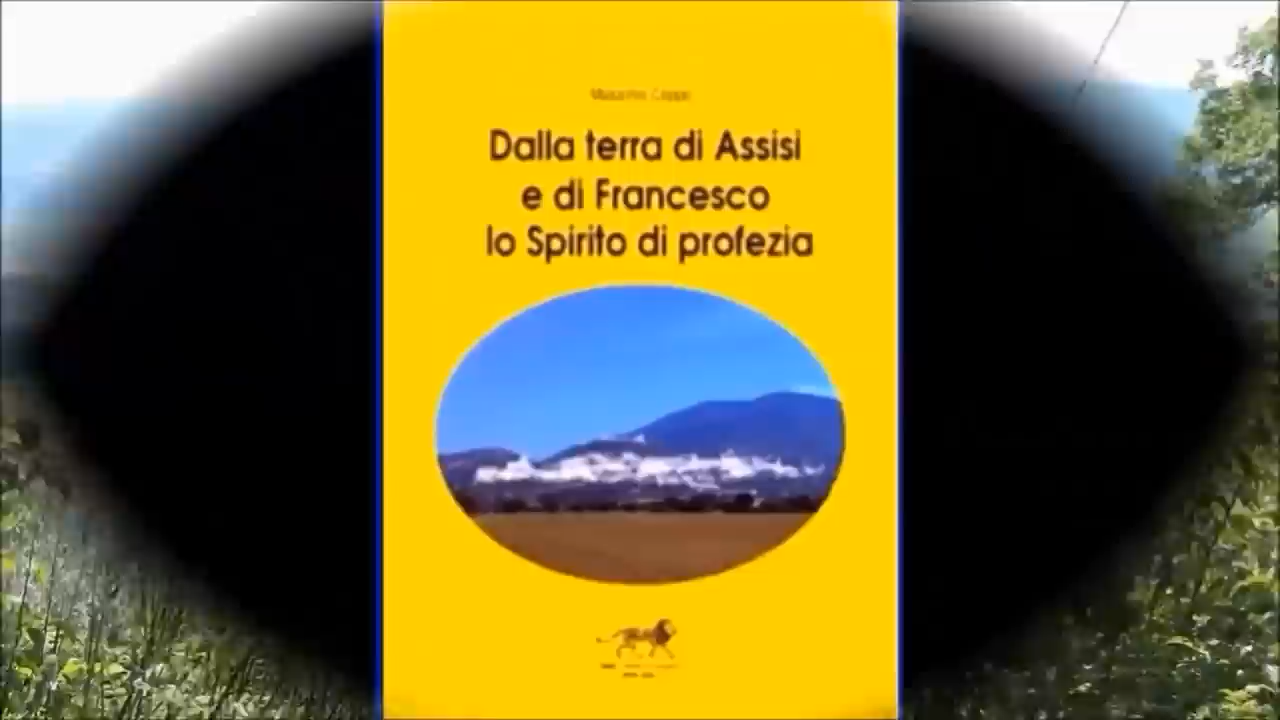 Dalla terra di Assisi
e di Francesco
lo Spirito di profezia